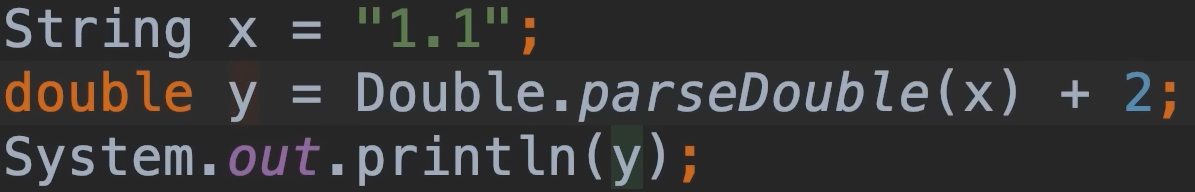 String x = "1.1";
double y = Double.parseDouble(x) + 2;
System.out.println(y);